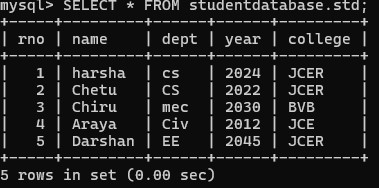 mysql> SELECT * FROM studentdatabase.std;
+-----+---------+------+------+---------+
| rno | name | dept | year | college |
+-----+---------+------+------+---------+
| 1 | harsha | cs | 2024 | JCER |
| 2 | Chetu | CS | 2022 | JCER |
| 3 | Chiru | mec | 2030 | BVB |
| 4 | Araya | Civ | 2012 | JCE |
| 5 | Darshan | EE | 2045 | JCER |
+-----+---------+------+------+---------+
5 rows in set (0.00 sec)